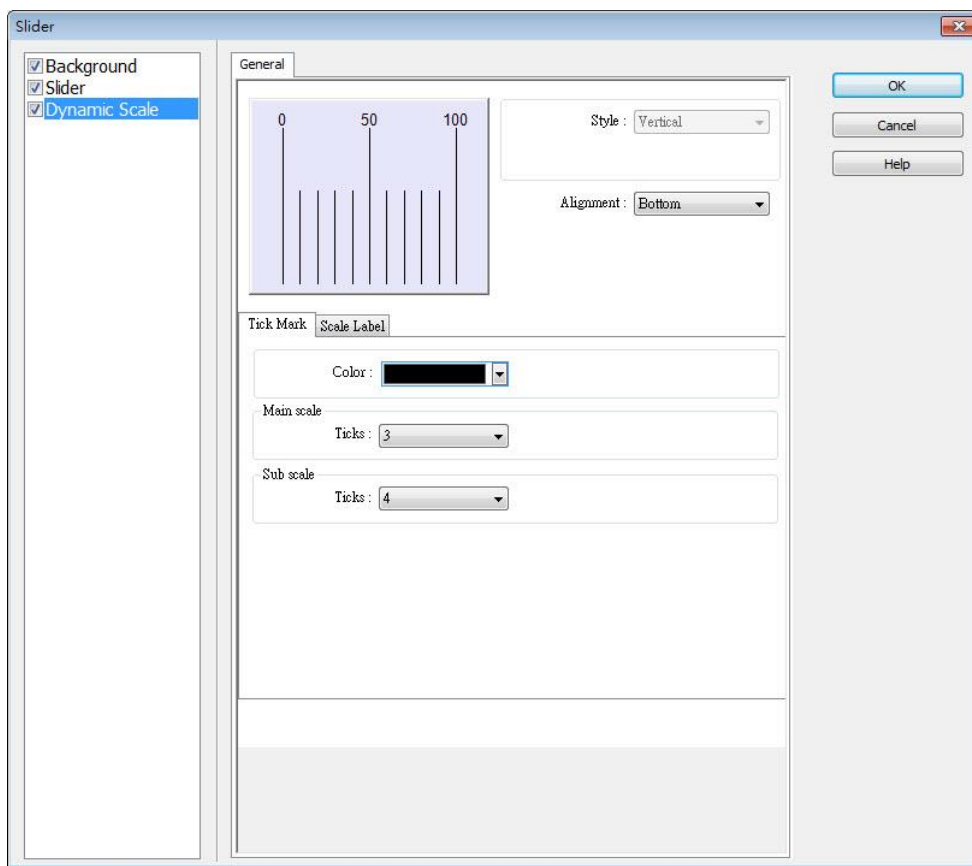 Slider
Background
Slider
Dynamic Scale
General
0 50 100
Style : Vertical
Alignment : Bottom
Tick Mark Scale Label
Color :
Main scale
Ticks : 3
Sub scale
Ticks : 4
OK
Cancel
Help